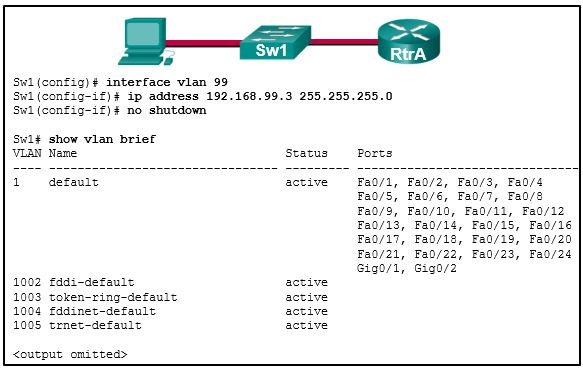 Sw1
RtrA
Sw1(config)# interface vlan 99
Sw1(config-if)# ip address 192.168.99.3 255.255.255.0
Sw1(config-if)# no shutdown
Sw1# show vlan brief
VLAN Name Status Ports
---- -------------------------------- --------- -------------------------------
1 default active Fa0/1, Fa0/2, Fa0/3, Fa0/4
Fa0/5, Fa0/6, Fa0/7, Fa0/8
Fa0/9, Fa0/10, Fa0/11, Fa0/12
Fa0/13, Fa0/14, Fa0/15, Fa0/16
Fa0/17, Fa0/18, Fa0/19, Fa0/20
Fa0/21, Fa0/22, Fa0/23, Fa0/24
Gig0/1, Gig0/2
1002 fddi-default active
1003 token-ring-default active
1004 fddinet-default active
1005 trnet-default active
<output omitted>